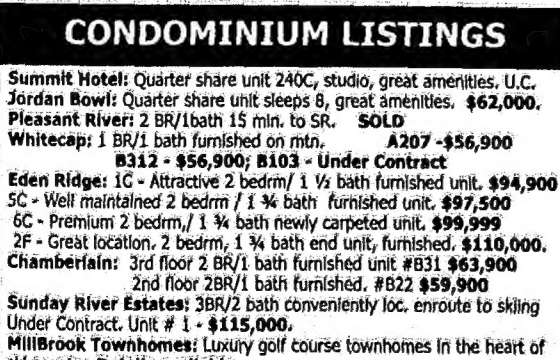 CONDOMINIUM LISTINGS
Summit Hotel: Quarter share unit 240C, studio, great amenities. U.C.
Jordan Bowl: Quarter share unit sleeps 8, great amenities. $62,000.
Pleasant River: 2 BR/1bath 15 min. to SR. SOLD
Whitecap: 1 BR/1 bath furnished on mtn. A207 -$56,900
B312 - $56,900; B103 - Under Contract
Eden Ridge: 1C - Attractive 2 bedrm/ 1 ½ bath furnished unit. $94,900
5C - Well maintained 2 bedrm / 1 ¾ bath furnished unit. $97,500
6C - Premium 2 bedrm,/ 1 ¾ bath newly carpeted unit. $99,999
2F - Great location. 2 bedrm, 1 ¾ bath end unit, furnished. $110,000.
Chamberlain: 3rd floor 2 BR/1 bath furnished unit #B31 $63,900
2nd floor 2BR/1 bath furnished. #B22 $59,900
Sunday River Estates: 3BR/2 bath conveniently loc. enroute to skiing
Under Contract. Unit # 1 - $115,000.
MillBrook Townhomes: Luxury golf course townhomes in the heart of